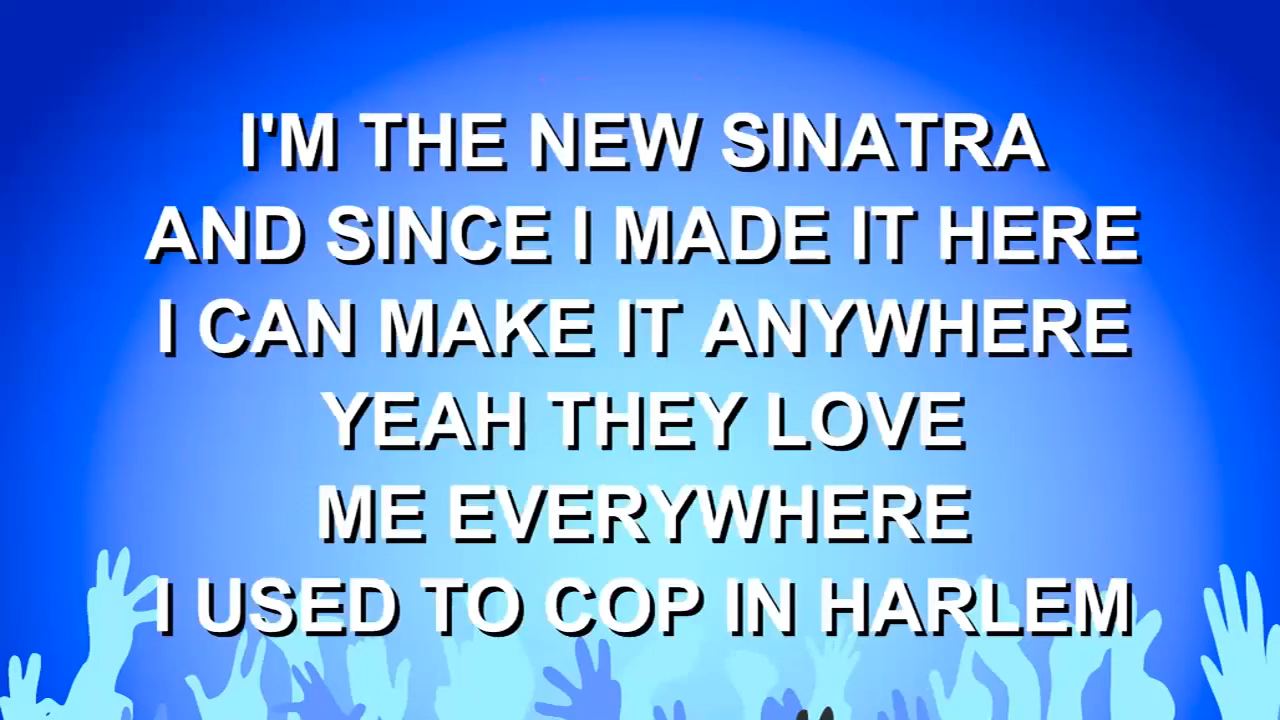 I'M THE NEW SINATRA
AND SINCE I MADE IT HERE
I CAN MAKE IT ANYWHERE
YEAH THEY LOVE
ME EVERYWHERE
I USED TO COP IN HARLEM